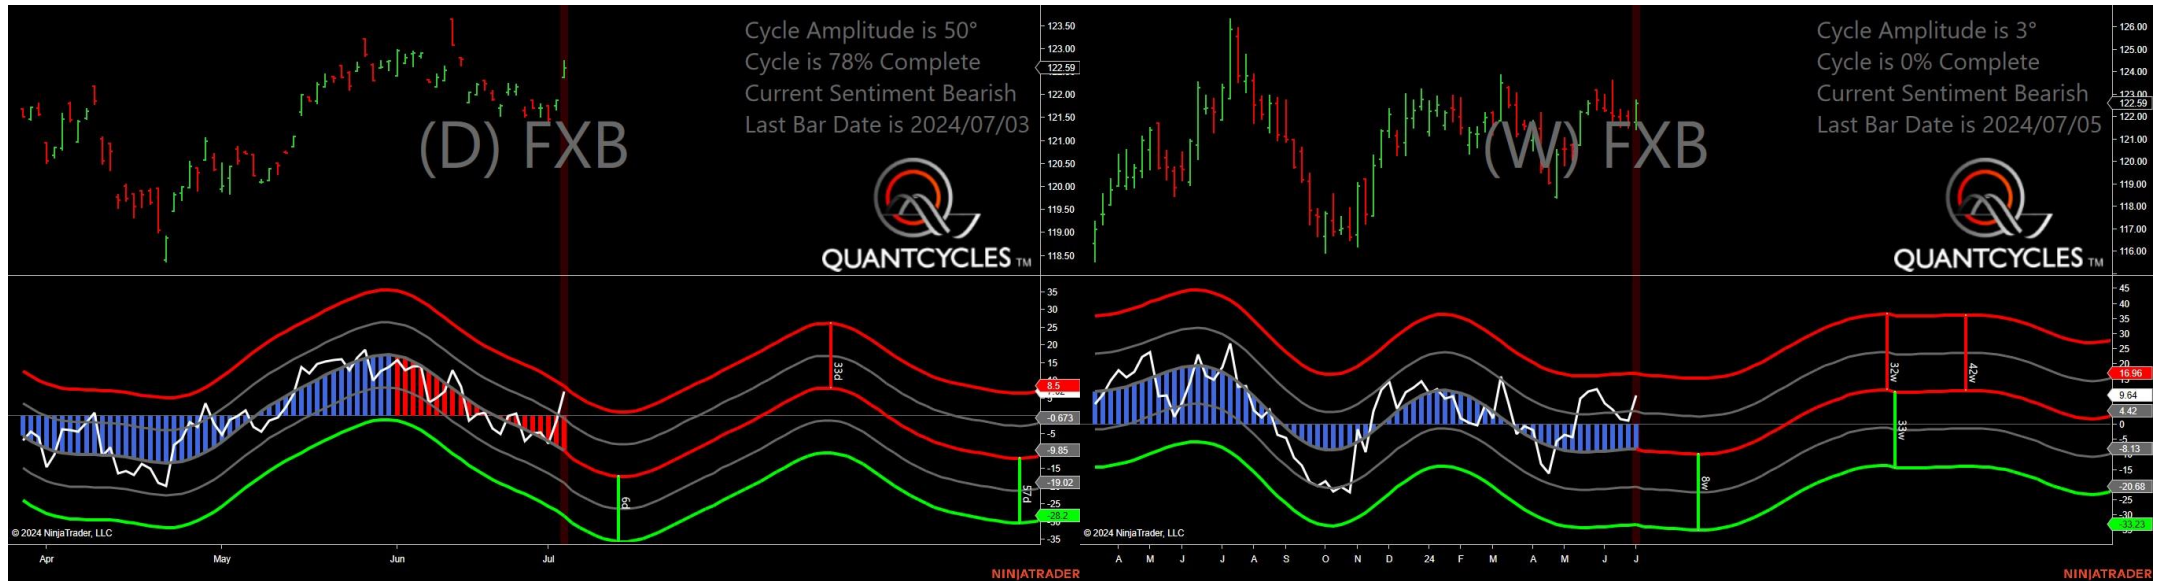 Cycle Amplitude is 50°
Cycle is 78% Complete
Current Sentiment Bearish
Last Bar Date is 2024/07/03
(D) FXB
QUANTCYCLES TM
123.50
123.00
122.59
122.00
121.50
121.00
120.50
120.00
119.50
119.00
118.50
35
30
25
20
15
8.5
-0.673
-5
-9.85
-15
-19.02
-25
-28.2
-35
33d
6d
57d
© 2024 NinjaTrader, LLC
Apr
May
Jun
Jul
NINJATRADER
Cycle Amplitude is 3°
Cycle is 0% Complete
Current Sentiment Bearish
Last Bar Date is 2024/07/05
(W) FXB
QUANTCYCLES TM
126.00
125.00
124.00
123.00
122.59
121.00
120.00
119.00
118.00
117.00
116.00
45
40
35
30
25
20
16.96
9.64
4.42
0
-5
-8.13
-15
-20.68
-25
-30
-33.23
32w
42w
33w
8w
© 2024 NinjaTrader, LLC
A M J J A S O N D 24 F M A M J J
NINJATRADER